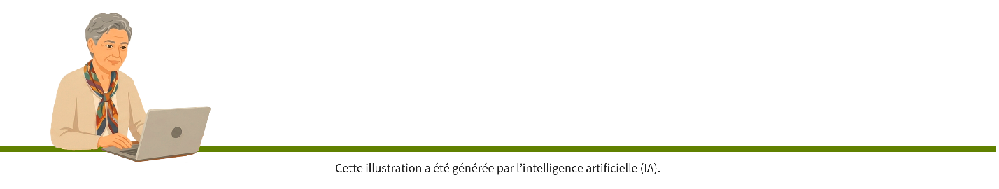 Cette illustration a été générée par l’intelligence artificielle (IA).